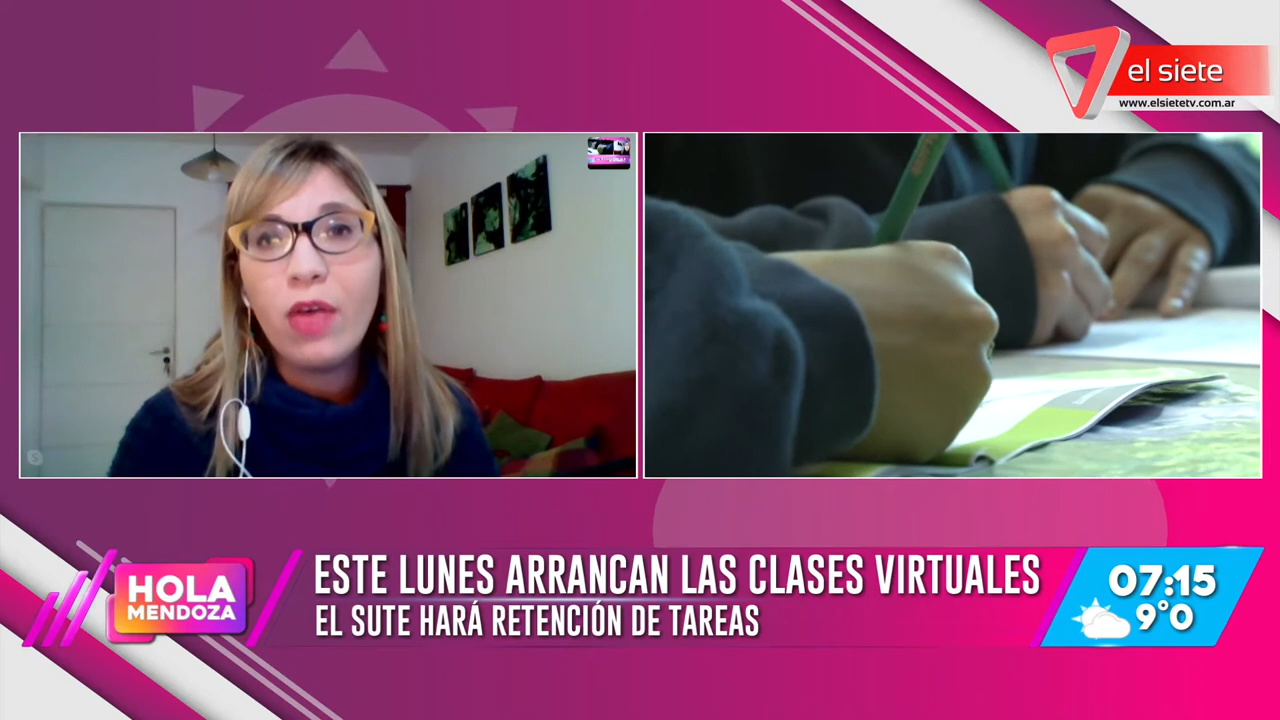 el siete
www.elsietetv.com.ar
HOLA
MENDOZA
ESTE LUNES ARRANCAN LAS CLASES VIRTUALES
EL SUTE HARÁ RETENCIÓN DE TAREAS
07:15
9°0